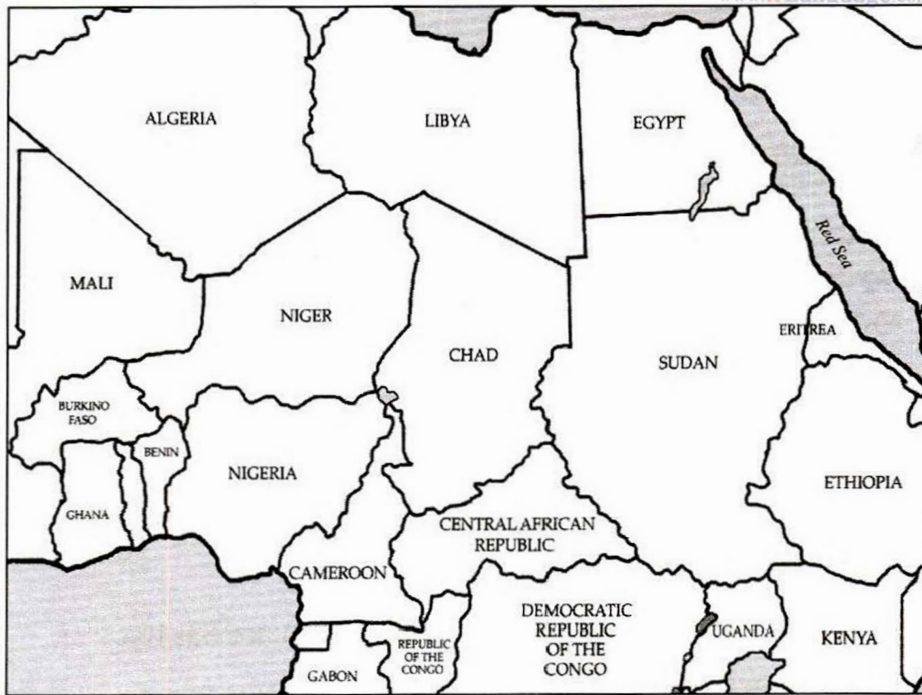 ALGERIA
LIBYA
EGYPT
Red Sea
MALI
NIGER
CHAD
SUDAN
ERITREA
BURKINO
FASO
BENIN
NIGERIA
ETHIOPIA
GHANA
CENTRAL AFRICAN
REPUBLIC
CAMEROON
DEMOCRATIC
REPUBLIC
OF THE
CONGO
REPUBLIC
OF THE
CONGO
UGANDA
KENYA
GABON